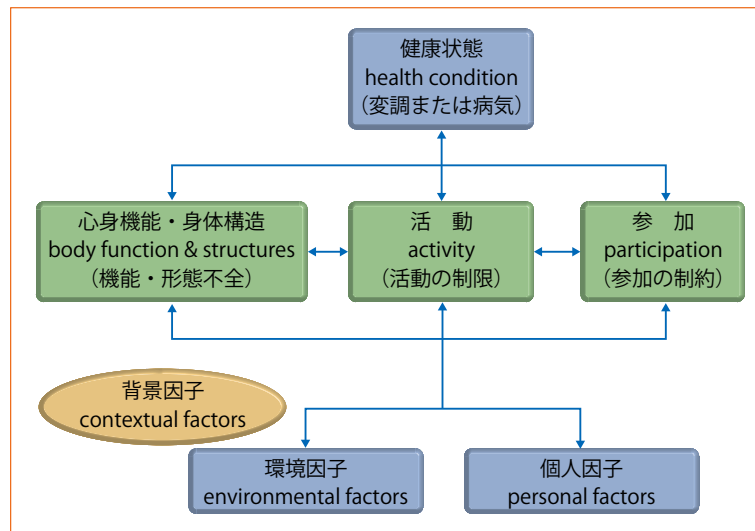 健康状態
health condition
（変調または病気）
心身機能・身体構造
body function & structures
（機能・形態不全）
活　動
activity
（活動の制限）
参　加
participation
（参加の制約）
背景因子
contextual factors
環境因子
environmental factors
個人因子
personal factors